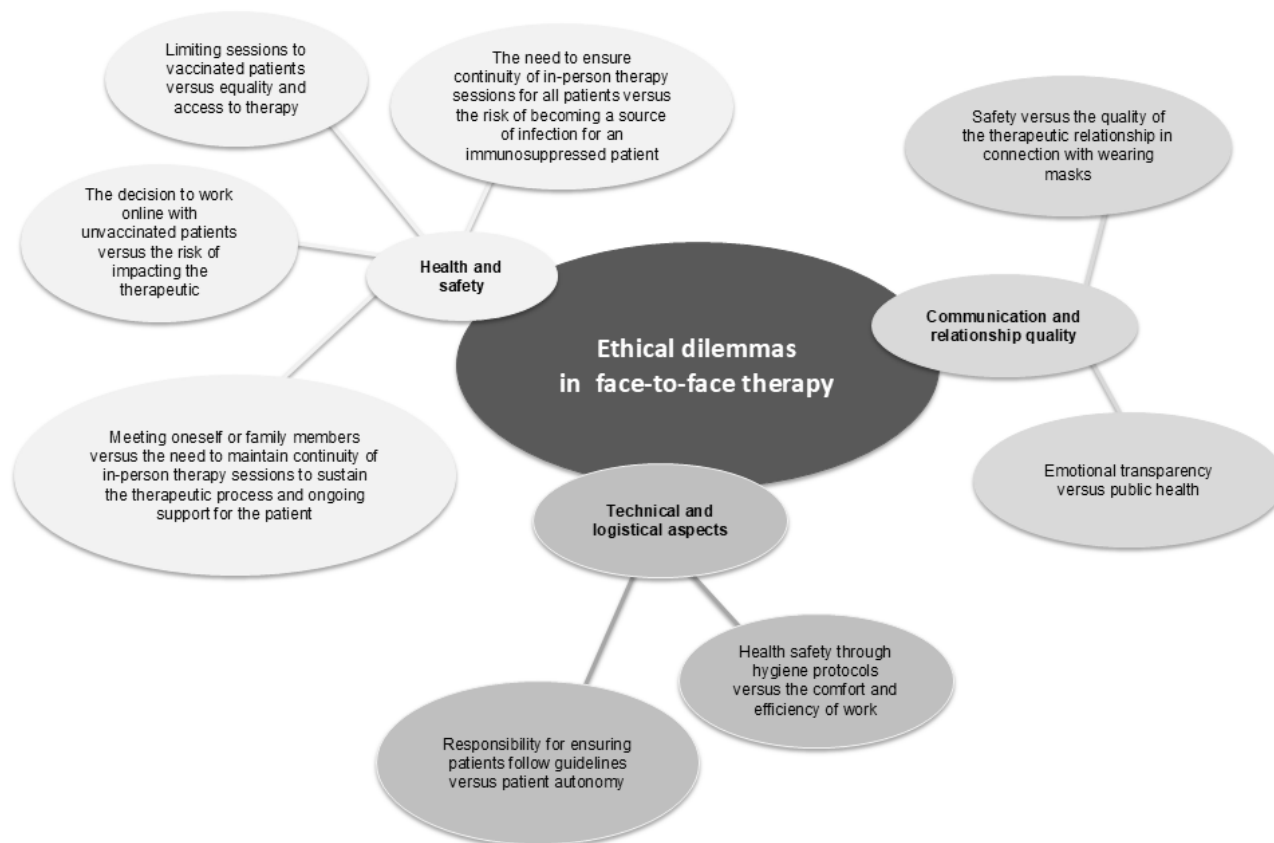 Limiting sessions to
vaccinated patients
versus equality and
access to therapy
The need to ensure
continuity of in-person therapy
sessions for all patients versus
the risk of becoming a source
of infection for an
immunosuppressed patient
Safety versus the quality of
the therapeutic relationship in
connection with wearing
masks
The decision to work
online with
unvaccinated patients
versus the risk of
impacting the
therapeutic
Health and
safety
Communication and
relationship quality
Ethical dilemmas
in face-to-face therapy
Meeting oneself or family members
versus the need to maintain continuity of
in-person therapy sessions to sustain
the therapeutic process and ongoing
support for the patient
Emotional transparency
versus public health
Technical and
logistical aspects
Health safety through
hygiene protocols
versus the comfort and
efficiency of work
Responsibility for ensuring
patients follow guidelines
versus patient autonomy